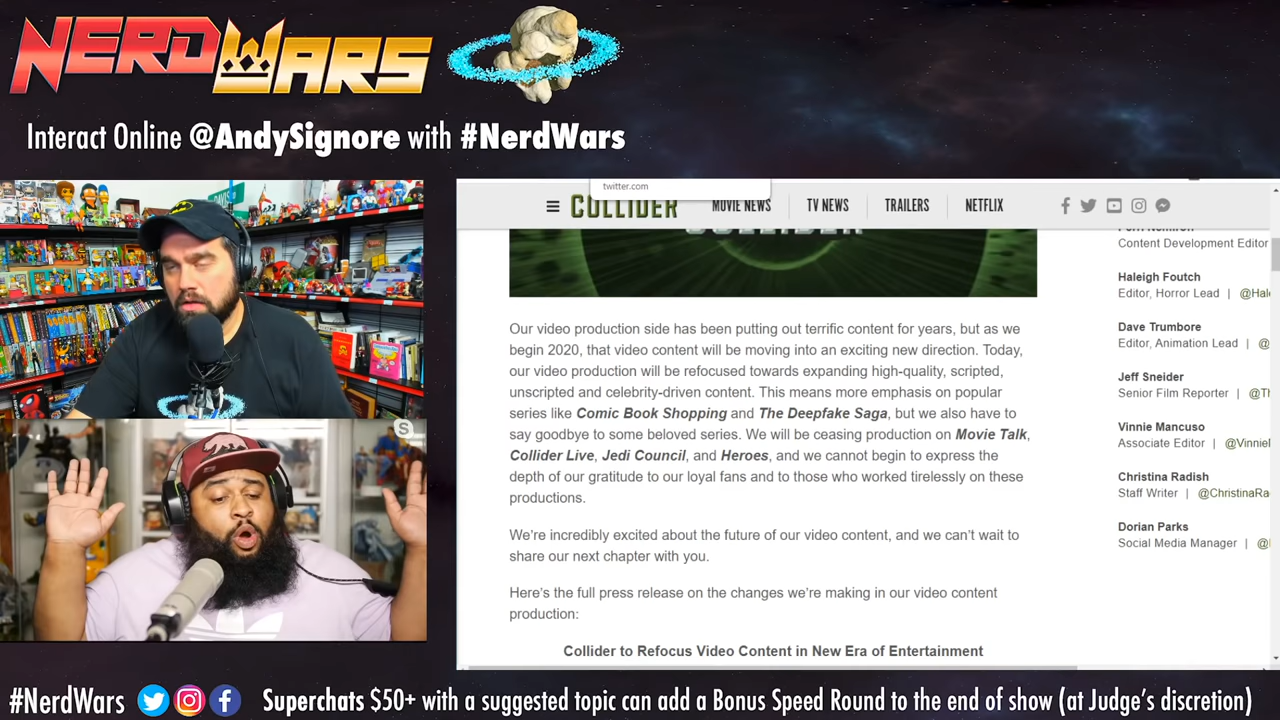 NERD WARS
Interact Online @AndySignore with #NerdWars
twitter.com
COLLIDER
MOVIE NEWS
TV NEWS
TRAILERS
NETFLIX
COLLIDER
Content Development Editor
Haleigh Foutch
Editor, Horror Lead | @Hal
Our video production side has been putting out terrific content for years, but as we
begin 2020, that video content will be moving into an exciting new direction. Today,
our video production will be refocused towards expanding high-quality, scripted,
unscripted and celebrity-driven content. This means more emphasis on popular
series like Comic Book Shopping and The Deepfake Saga, but we also have to
say goodbye to some beloved series. We will be ceasing production on Movie Talk,
Collider Live, Jedi Council, and Heroes, and we cannot begin to express the
depth of our gratitude to our loyal fans and to those who worked tirelessly on these
productions.
We're incredibly excited about the future of our video content, and we can't wait to
share our next chapter with you.
Here's the full press release on the changes we're making in our video content
production:
Collider to Refocus Video Content in New Era of Entertainment
Dave Trumbore
Editor, Animation Lead | @
Jeff Sneider
Senior Film Reporter | @Th
Vinnie Mancuso
Associate Editor | @Vinniel
Christina Radish
Staff Writer | @ChristinaRa
Dorian Parks
Social Media Manager | @
#NerdWars
Superchats $50+ with a suggested topic can add a Bonus Speed Round to the end of show (at Judge's discretion)